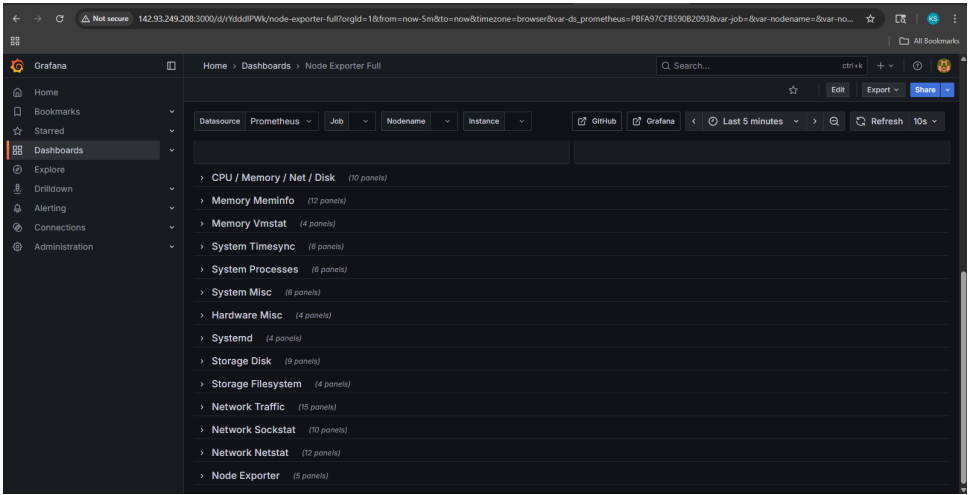 Not secure 142.93.249.208:3000/d/rYdddlPWk/node-exporter-full?orgId=1&from=now-5m&to=now&timezone=browser&var-ds_prometheus=PBFA97CFB590B2093&var-job=&var-nodename=&var-no...
KS
All Bookmarks
Grafana
Home › Dashboards › Node Exporter Full
Search... ctrl+k
Home
Bookmarks
Starred
Dashboards
Explore
Drilldown
Alerting
Connections
Administration
Edit Export Share
Datasource Prometheus Job Nodename Instance GitHub Grafana Last 5 minutes Refresh 10s
CPU / Memory / Net / Disk (10 panels)
Memory Meminfo (12 panels)
Memory Vmstat (4 panels)
System Timesync (6 panels)
System Processes (6 panels)
System Misc (6 panels)
Hardware Misc (4 panels)
Systemd (4 panels)
Storage Disk (9 panels)
Storage Filesystem (4 panels)
Network Traffic (15 panels)
Network Sockstat (10 panels)
Network Netstat (12 panels)
Node Exporter (5 panels)